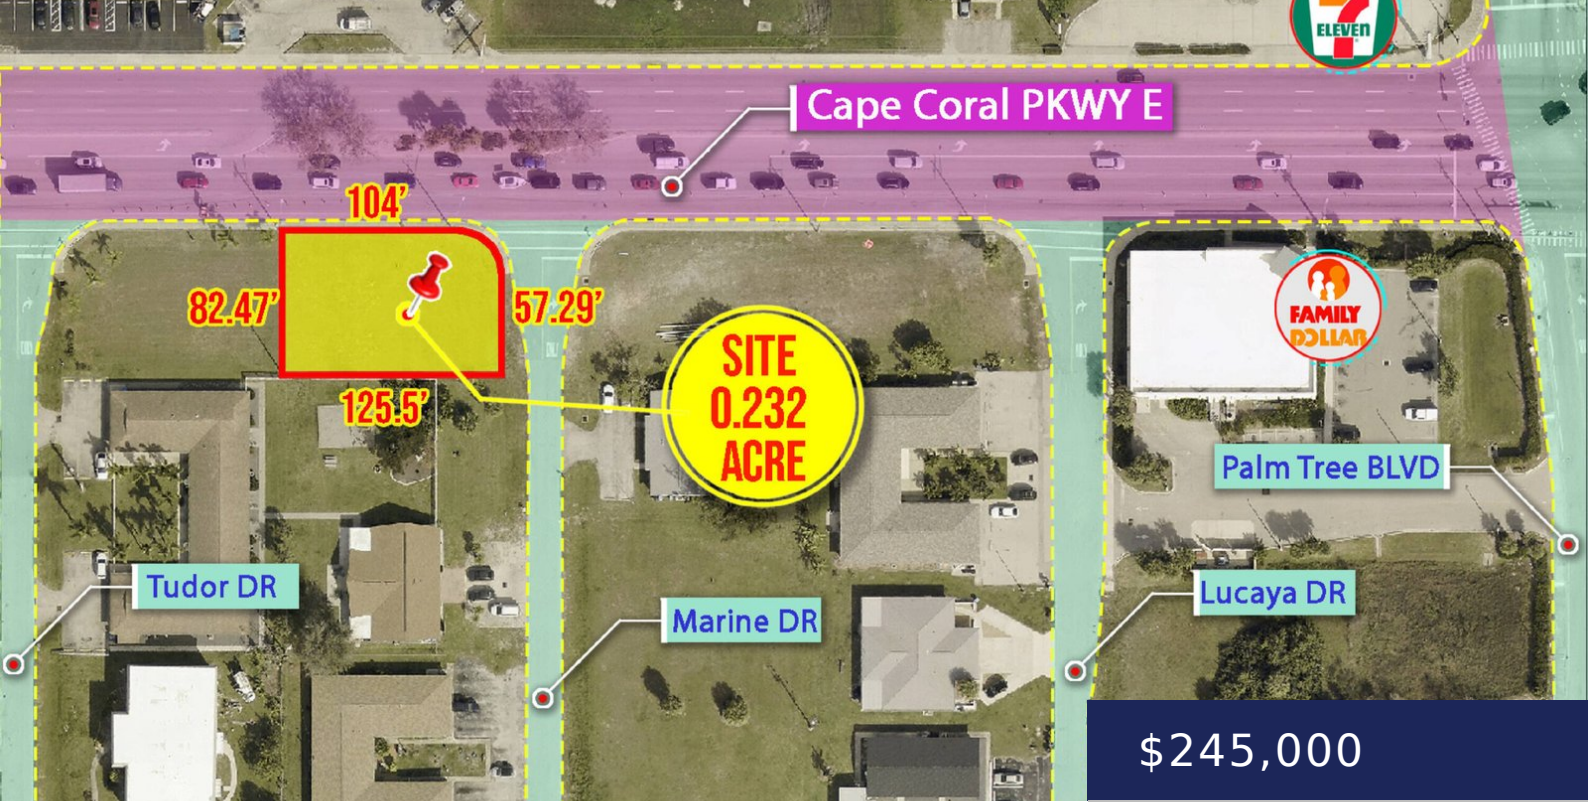 7
ELEVEN
Cape Coral PKWY E
104'
82.47'
57.29'
125.5'
SITE
0.232
ACRE
FAMILY
DOLLAR
Palm Tree BLVD
Tudor DR
Lucaya DR
Marine DR
$245,000